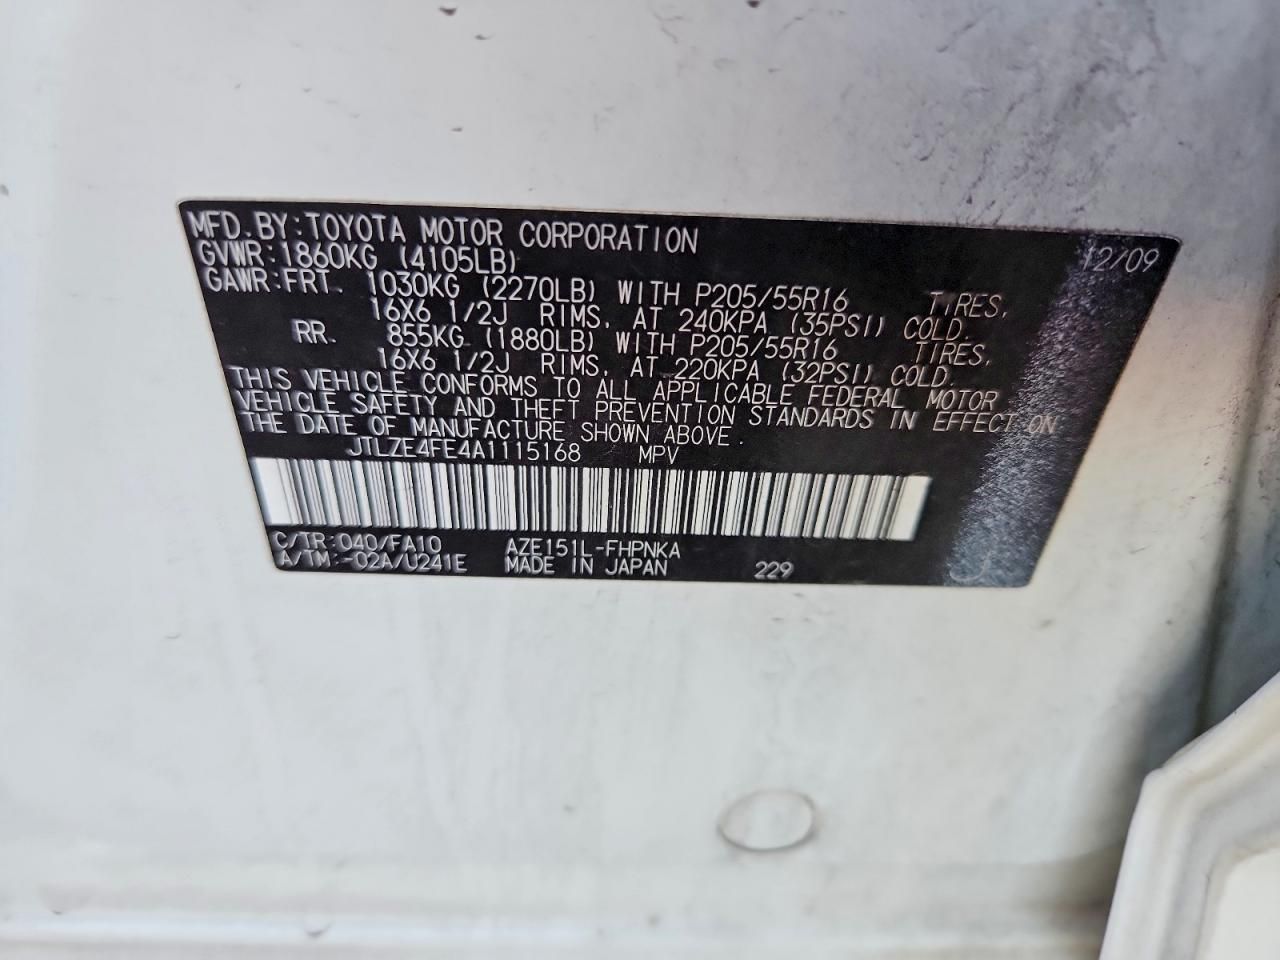 MFD. BY: TOYOTA MOTOR CORPORATION 12/09
GVWR: 1860KG (4105LB)
GAWR: FRT. 1030KG (2270LB) WITH P205/55R16 TIRES,
16X6 1/2J RIMS, AT 240KPA (35PSI) COLD.
RR. 855KG (1880LB) WITH P205/55R16 TIRES,
16X6 1/2J RIMS, AT 220KPA (32PSI) COLD.
THIS VEHICLE CONFORMS TO ALL APPLICABLE FEDERAL MOTOR
VEHICLE SAFETY AND THEFT PREVENTION STANDARDS IN EFFECT ON
THE DATE OF MANUFACTURE SHOWN ABOVE.
JTLZE4FE4A1115168 MPV
C/TR: 040/FA10 AZE151L-FHPNKA
A/TM: -02A/U241E MADE IN JAPAN 229 J